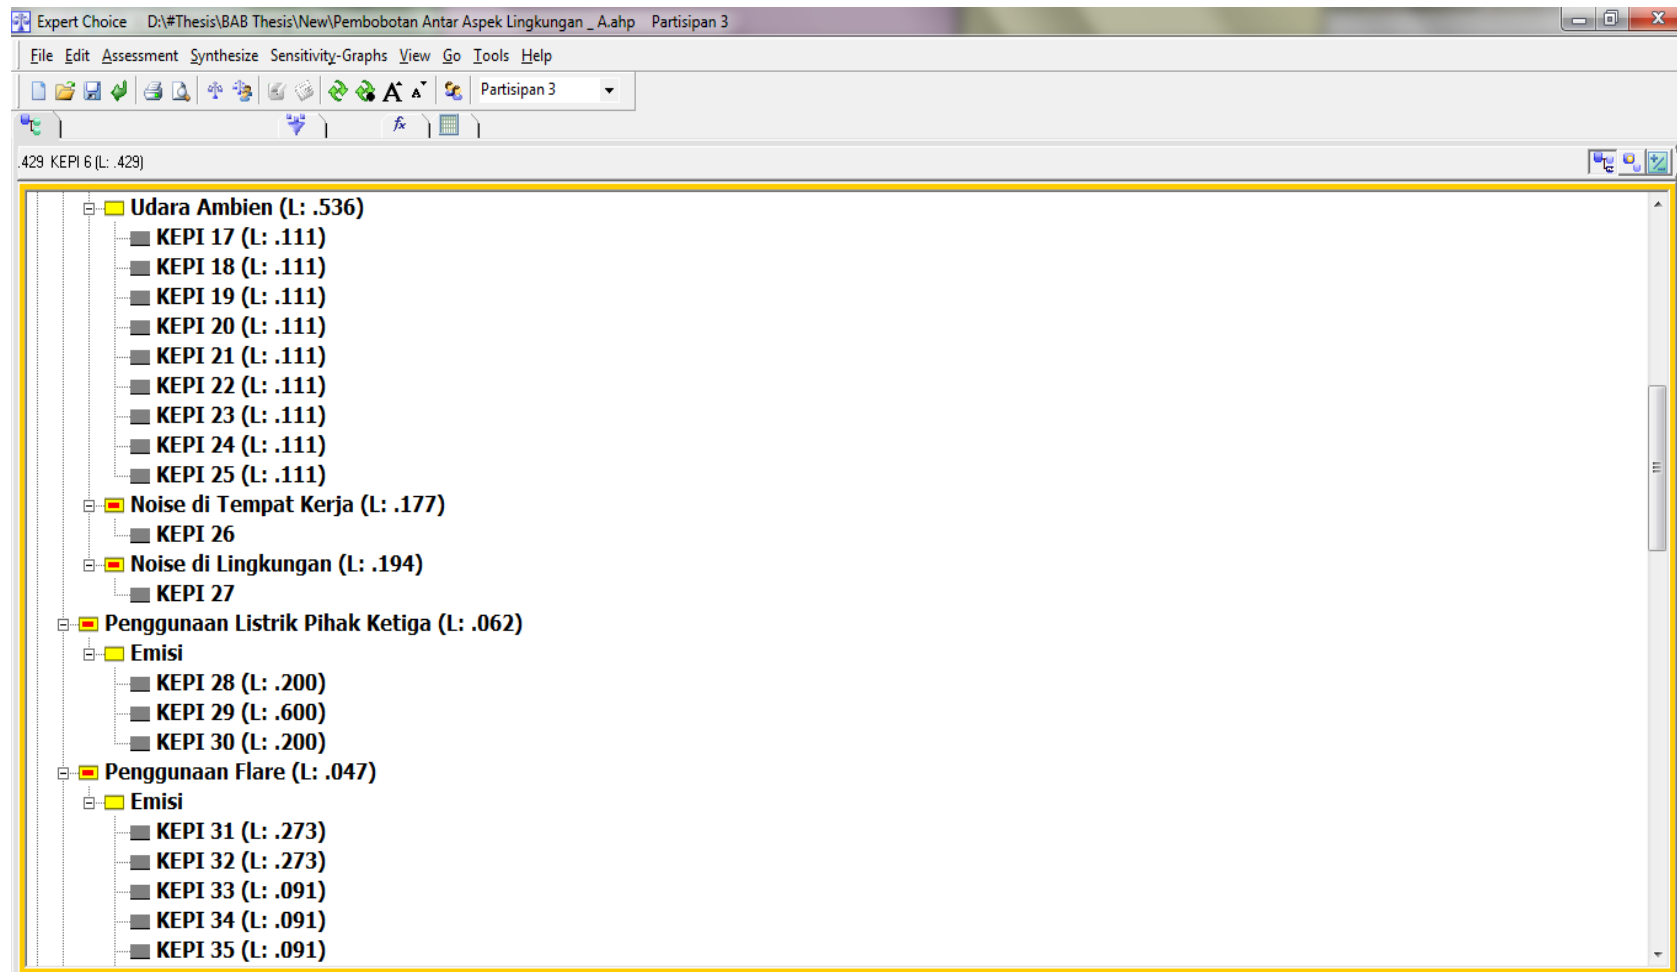 Expert Choice D:\#Thesis\BAB Thesis\New\Pembobotan Antar Aspek Lingkungan _ A.ahp Partisipan 3
File Edit Assessment Synthesize Sensitivity-Graphs View Go Tools Help
Partisipan 3
.429 KEPI 6 (L: .429)
Udara Ambien (L: .536)
KEPI 17 (L: .111)
KEPI 18 (L: .111)
KEPI 19 (L: .111)
KEPI 20 (L: .111)
KEPI 21 (L: .111)
KEPI 22 (L: .111)
KEPI 23 (L: .111)
KEPI 24 (L: .111)
KEPI 25 (L: .111)
Noise di Tempat Kerja (L: .177)
KEPI 26
Noise di Lingkungan (L: .194)
KEPI 27
Penggunaan Listrik Pihak Ketiga (L: .062)
Emisi
KEPI 28 (L: .200)
KEPI 29 (L: .600)
KEPI 30 (L: .200)
Penggunaan Flare (L: .047)
Emisi
KEPI 31 (L: .273)
KEPI 32 (L: .273)
KEPI 33 (L: .091)
KEPI 34 (L: .091)
KEPI 35 (L: .091)